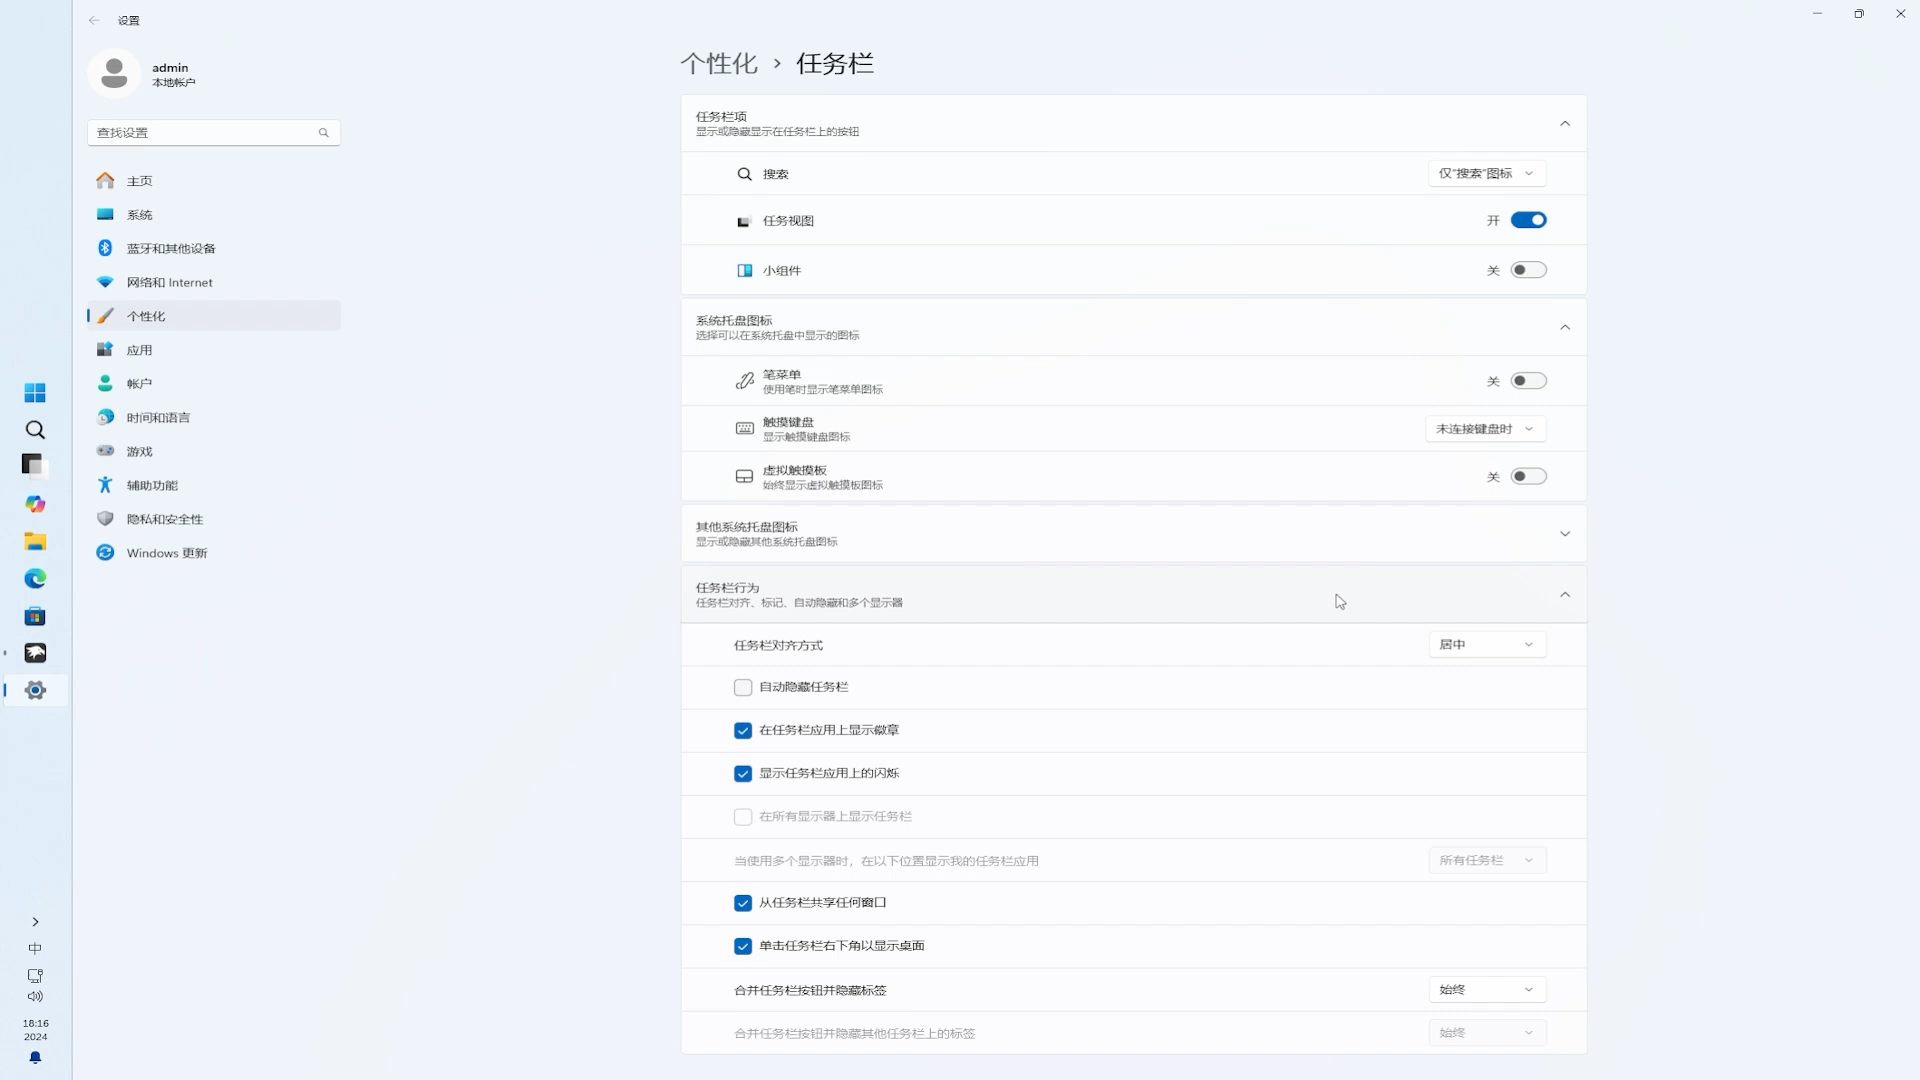 设置
admin
本地帐户
查找设置
主页
系统
蓝牙和其他设备
网络和 Internet
个性化
应用
帐户
时间和语言
游戏
辅助功能
隐私和安全性
Windows 更新
中
18:16
2024
个性化 › 任务栏
任务栏项
显示或隐藏显示在任务栏上的按钮
搜索
仅"搜索"图标
任务视图
开
小组件
关
系统托盘图标
选择可以在系统托盘中显示的图标
笔菜单
使用笔时显示笔菜单图标
关
触摸键盘
显示触摸键盘图标
未连接键盘时
虚拟触摸板
始终显示虚拟触摸板图标
关
其他系统托盘图标
显示或隐藏其他系统托盘图标
任务栏行为
任务栏对齐、标记、自动隐藏和多个显示器
任务栏对齐方式
居中
自动隐藏任务栏
在任务栏应用上显示徽章
显示任务栏应用上的闪烁
在所有显示器上显示任务栏
当使用多个显示器时，在以下位置显示我的任务栏应用
所有任务栏
从任务栏共享任何窗口
单击任务栏右下角以显示桌面
合并任务栏按钮并隐藏标签
始终
合并任务栏按钮并隐藏其他任务栏上的标签
始终